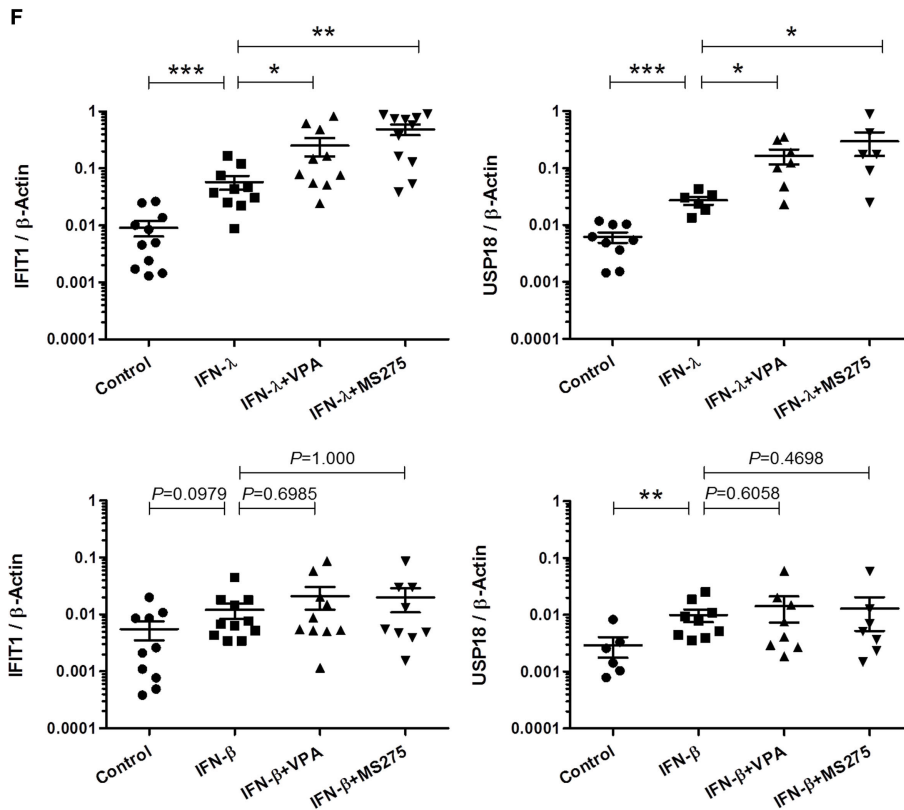 F
**
***
*
IFIT1 / β-Actin
1
0.1
0.01
0.001
0.0001
Control
IFN-λ
IFN-λ+VPA
IFN-λ+MS275
*
***
*
USP18 / β-Actin
1
0.1
0.01
0.001
0.0001
Control
IFN-λ
IFN-λ+VPA
IFN-λ+MS275
P=1.000
P=0.0979
P=0.6985
IFIT1 / β-Actin
1
0.1
0.01
0.001
0.0001
Control
IFN-β
IFN-β+VPA
IFN-β+MS275
P=0.4698
**
P=0.6058
USP18 / β-Actin
1
0.1
0.01
0.001
0.0001
Control
IFN-β
IFN-β+VPA
IFN-β+MS275